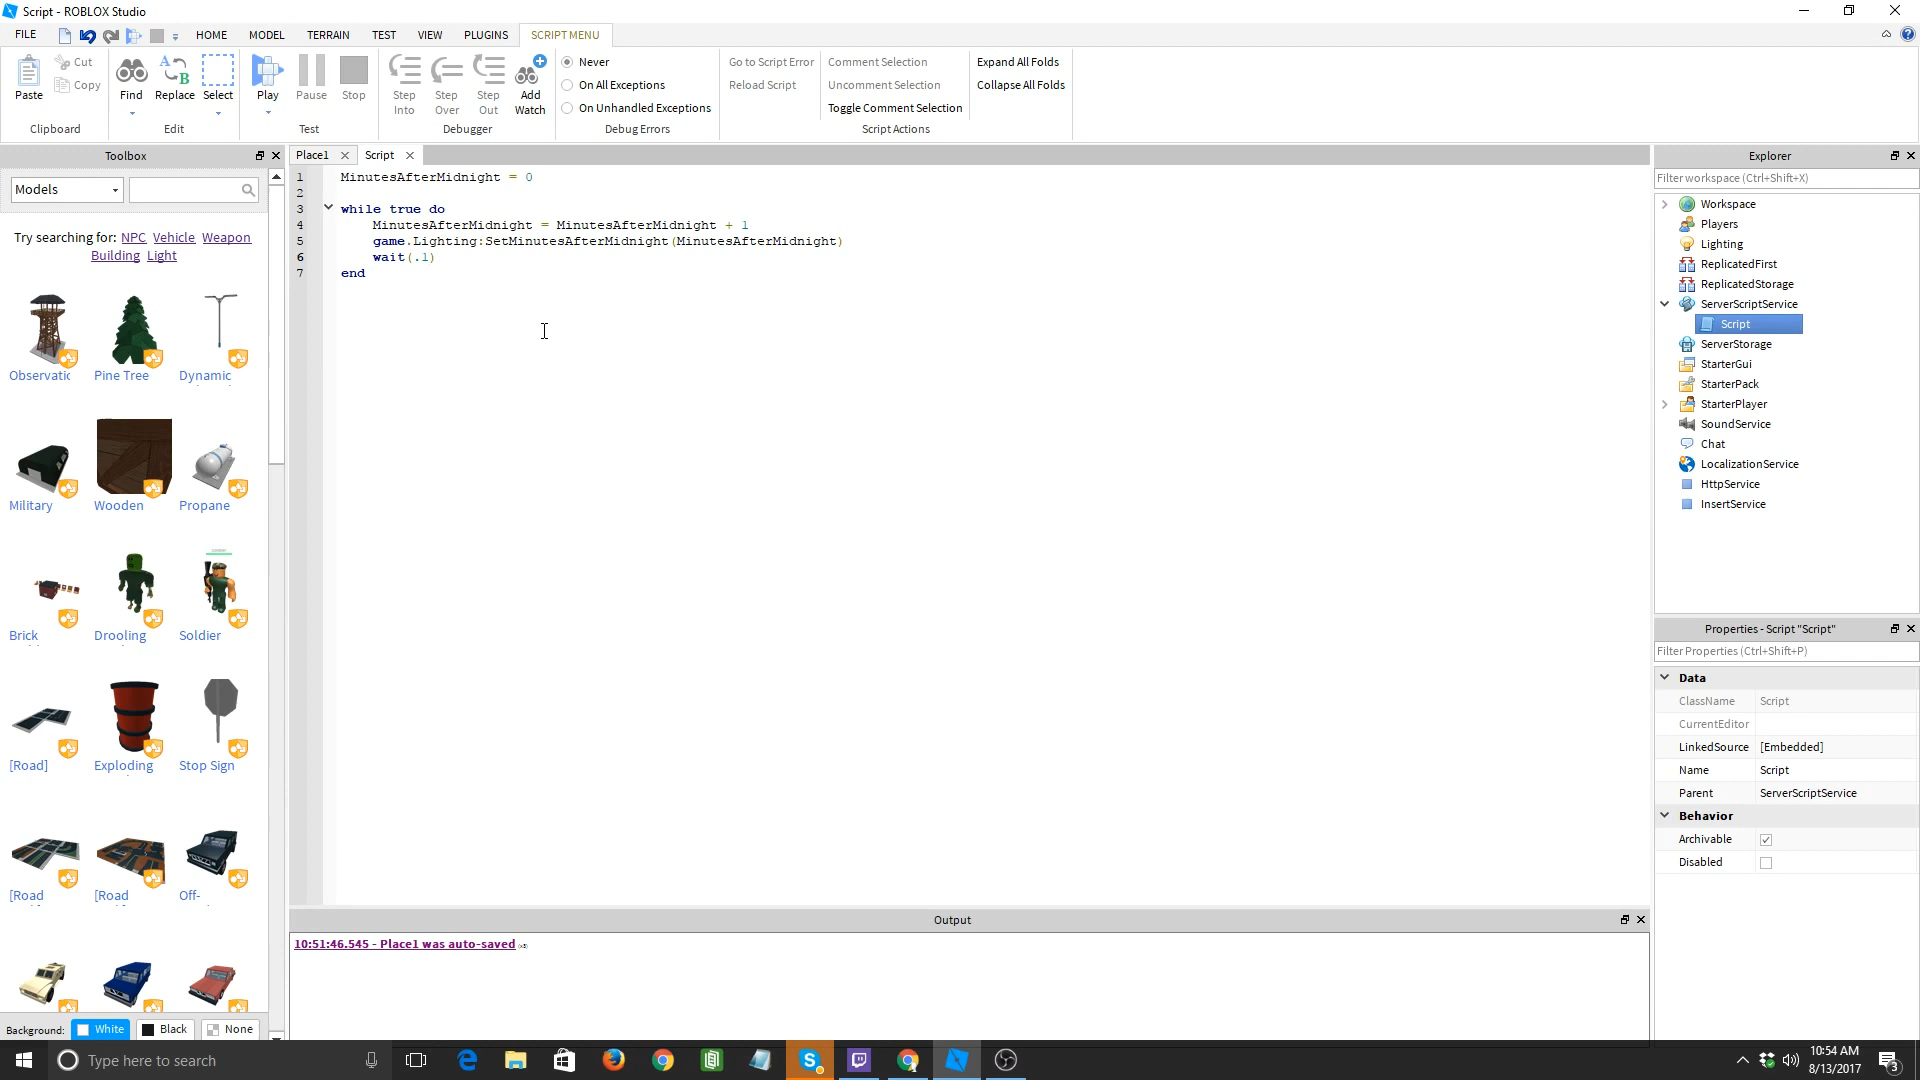 Script - ROBLOX Studio
FILE HOME MODEL TERRAIN TEST VIEW PLUGINS SCRIPT MENU
Paste
Cut
Copy
Clipboard
Find Replace Select
Edit
Play Pause Stop
Test
Step Into
Step Over
Step Out
Add Watch
Debugger
Never
On All Exceptions
On Unhandled Exceptions
Debug Errors
Go to Script Error
Reload Script
Comment Selection
Uncomment Selection
Toggle Comment Selection
Expand All Folds
Collapse All Folds
Script Actions
Toolbox
Models
Try searching for: NPC Vehicle Weapon
Building Light
Observatic Pine Tree Dynamic
Military Wooden Propane
Brick Drooling Soldier
[Road] Exploding Stop Sign
[Road [Road Off-
Background: White Black None
Place1 Script
1 MinutesAfterMidnight = 0
2
3 while true do
4 MinutesAfterMidnight = MinutesAfterMidnight + 1
5 game.Lighting:SetMinutesAfterMidnight(MinutesAfterMidnight)
6 wait(.1)
7 end
Output
10:51:46.545 - Place1 was auto-saved
Explorer
Filter workspace (Ctrl+Shift+X)
Workspace
Players
Lighting
ReplicatedFirst
ReplicatedStorage
ServerScriptService
Script
ServerStorage
StarterGui
StarterPack
StarterPlayer
SoundService
Chat
LocalizationService
HttpService
InsertService
Properties - Script "Script"
Filter Properties (Ctrl+Shift+P)
Data
ClassName Script
CurrentEditor
LinkedSource [Embedded]
Name Script
Parent ServerScriptService
Behavior
Archivable
Disabled
Type here to search
10:54 AM
8/13/2017
3